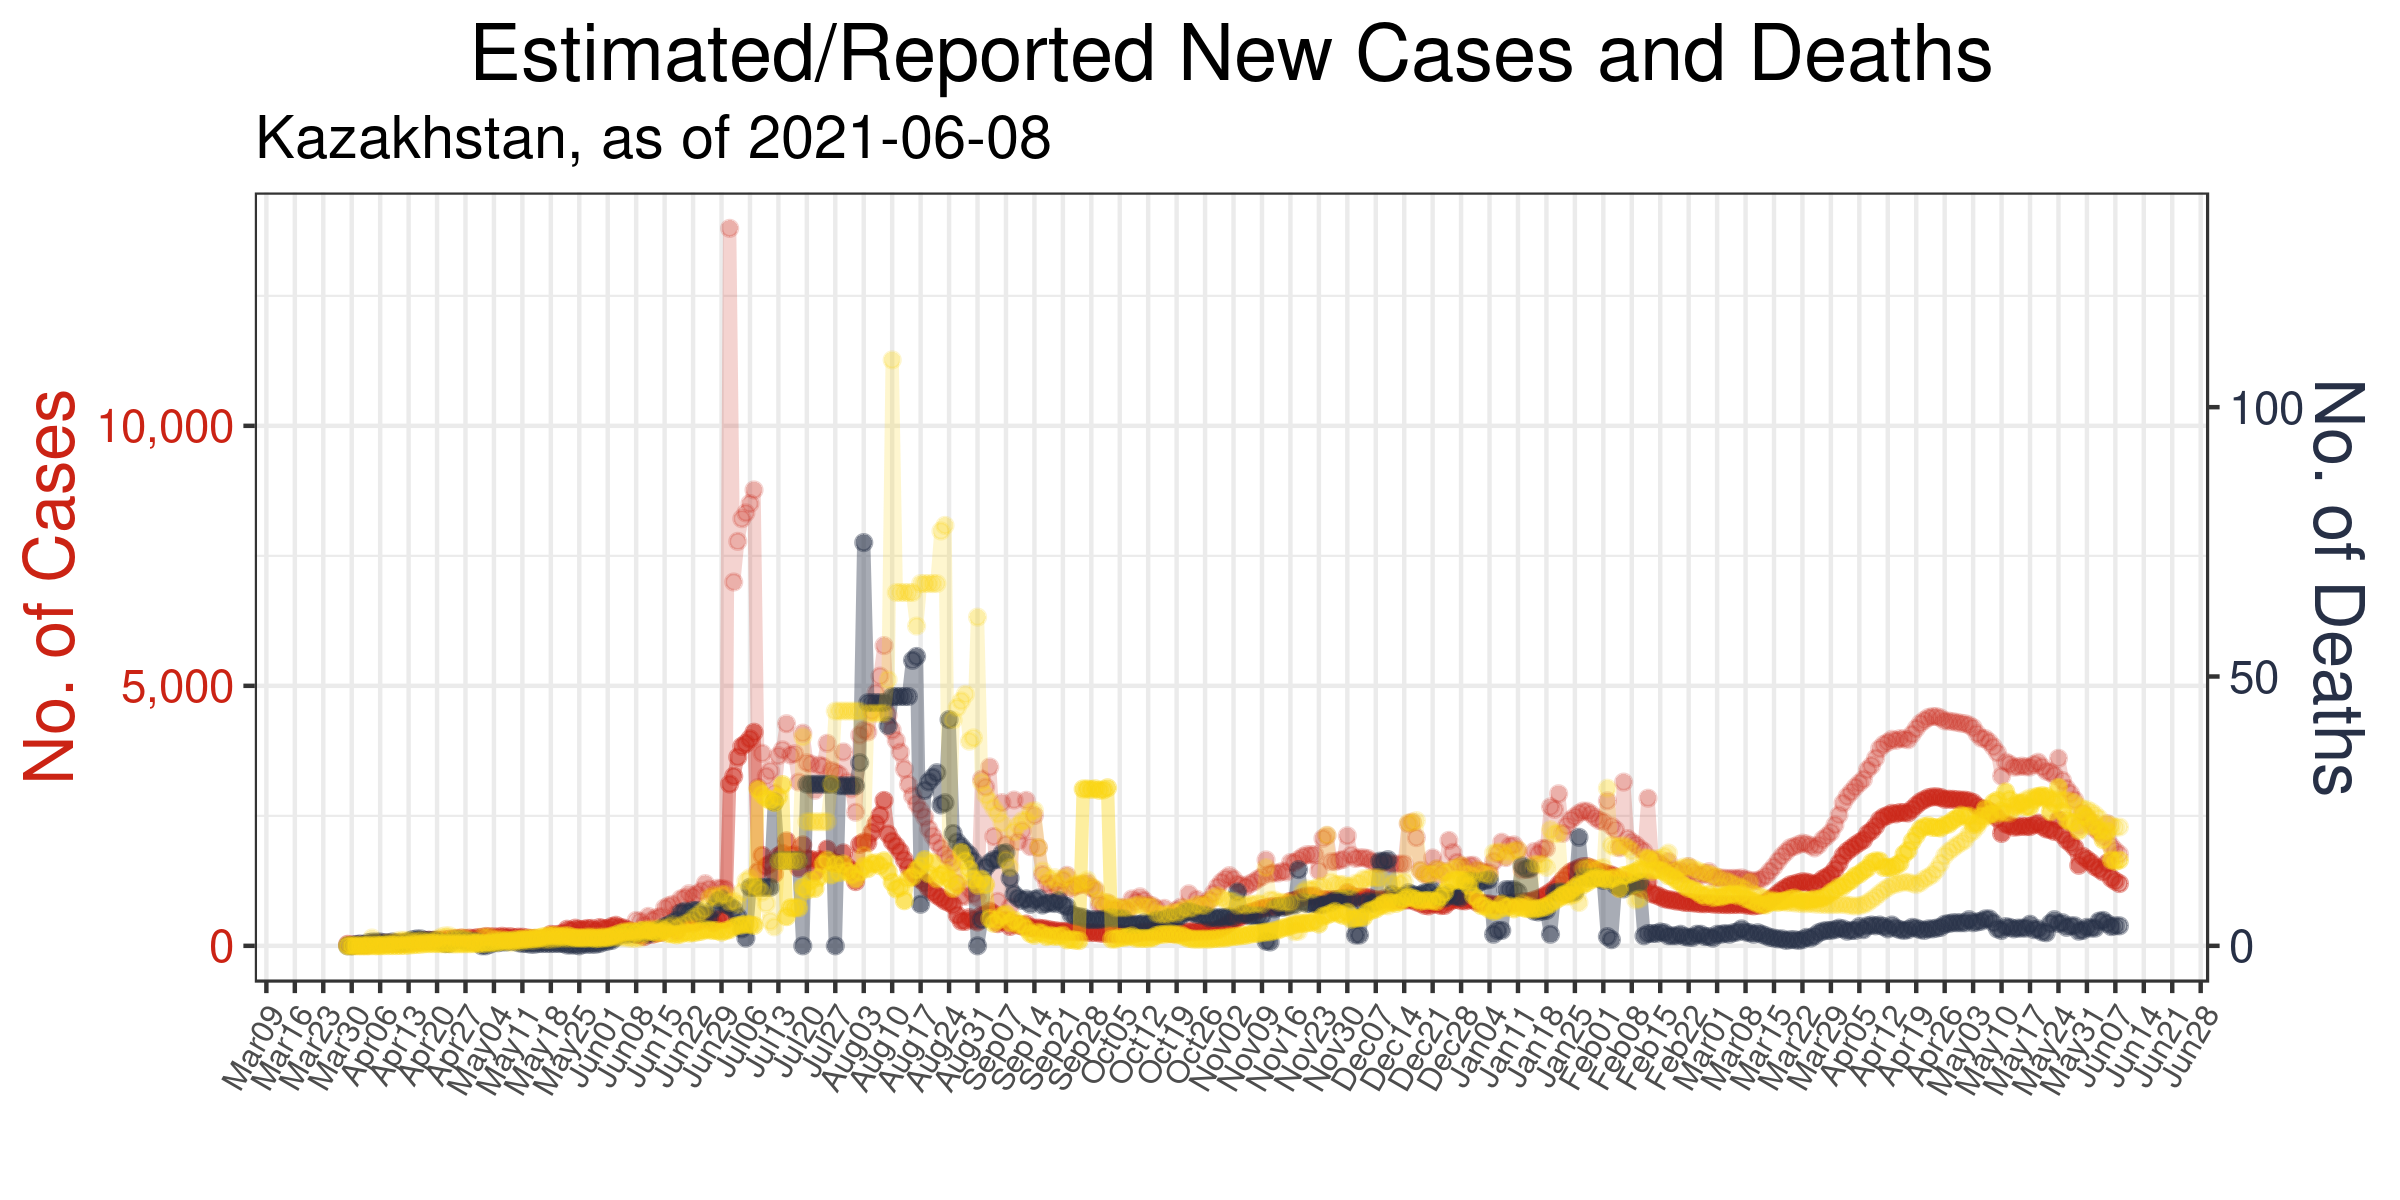 Estimated/Reported New Cases and Deaths
Kazakhstan, as of 2021-06-08
No. of Cases
10,000
5,000
0
100
50
0
No. of Deaths
Mar09
Mar16
Mar23
Mar30
Apr06
Apr13
Apr20
Apr27
May04
May11
May18
May25
Jun01
Jun08
Jun15
Jun22
Jun29
Jul06
Jul13
Jul20
Jul27
Aug03
Aug10
Aug17
Aug24
Aug31
Sep07
Sep14
Sep21
Sep28
Oct05
Oct12
Oct19
Oct26
Nov02
Nov09
Nov16
Nov23
Nov30
Dec07
Dec14
Dec21
Dec28
Jan04
Jan11
Jan18
Jan25
Feb01
Feb08
Feb15
Feb22
Mar01
Mar08
Mar15
Mar22
Mar29
Apr05
Apr12
Apr19
Apr26
May03
May10
May17
May24
May31
Jun07
Jun14
Jun21
Jun28